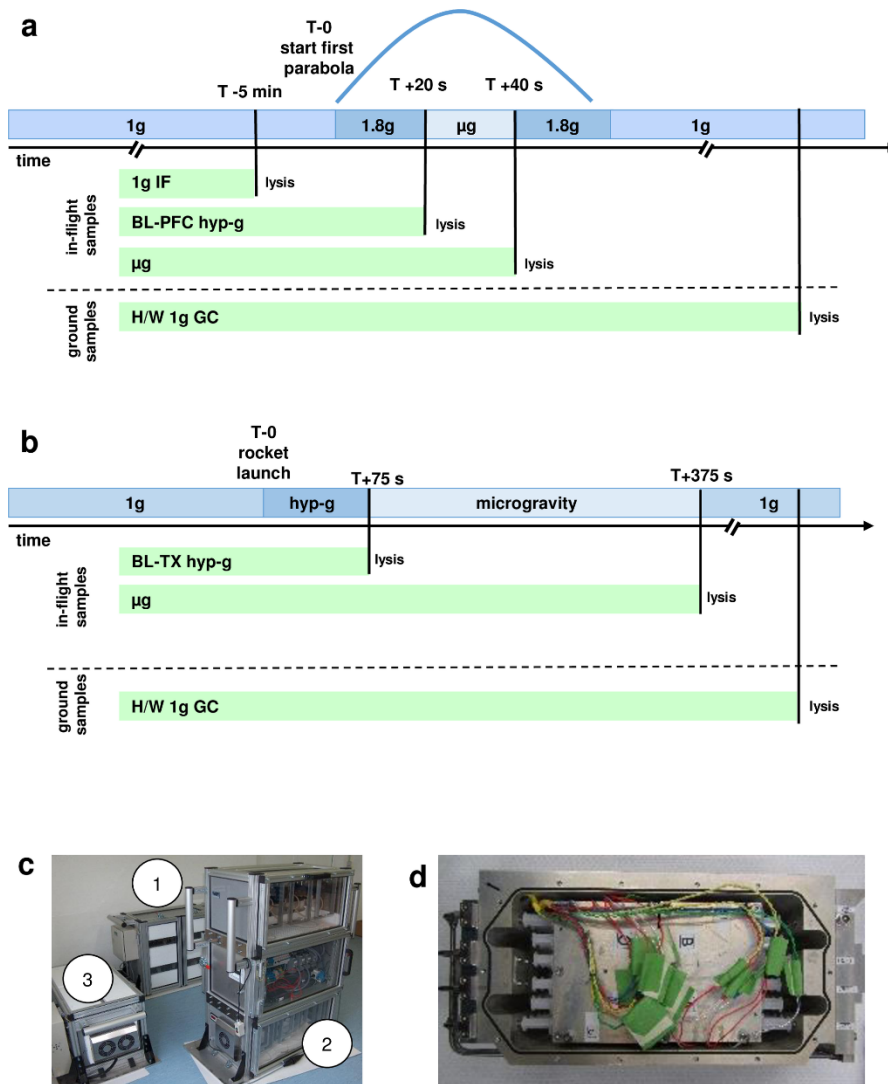 a
T-0
start first
parabola
T -5 min
T +20 s
T +40 s
1g
1.8g
µg
1.8g
1g
time
in-flight
samples
1g IF
lysis
BL-PFC hyp-g
lysis
µg
lysis
ground
samples
H/W 1g GC
lysis
b
T-0
rocket
launch
T+75 s
T+375 s
1g
hyp-g
microgravity
1g
time
in-flight
samples
BL-TX hyp-g
lysis
µg
lysis
ground
samples
H/W 1g GC
lysis
c
1
3
2
d
B